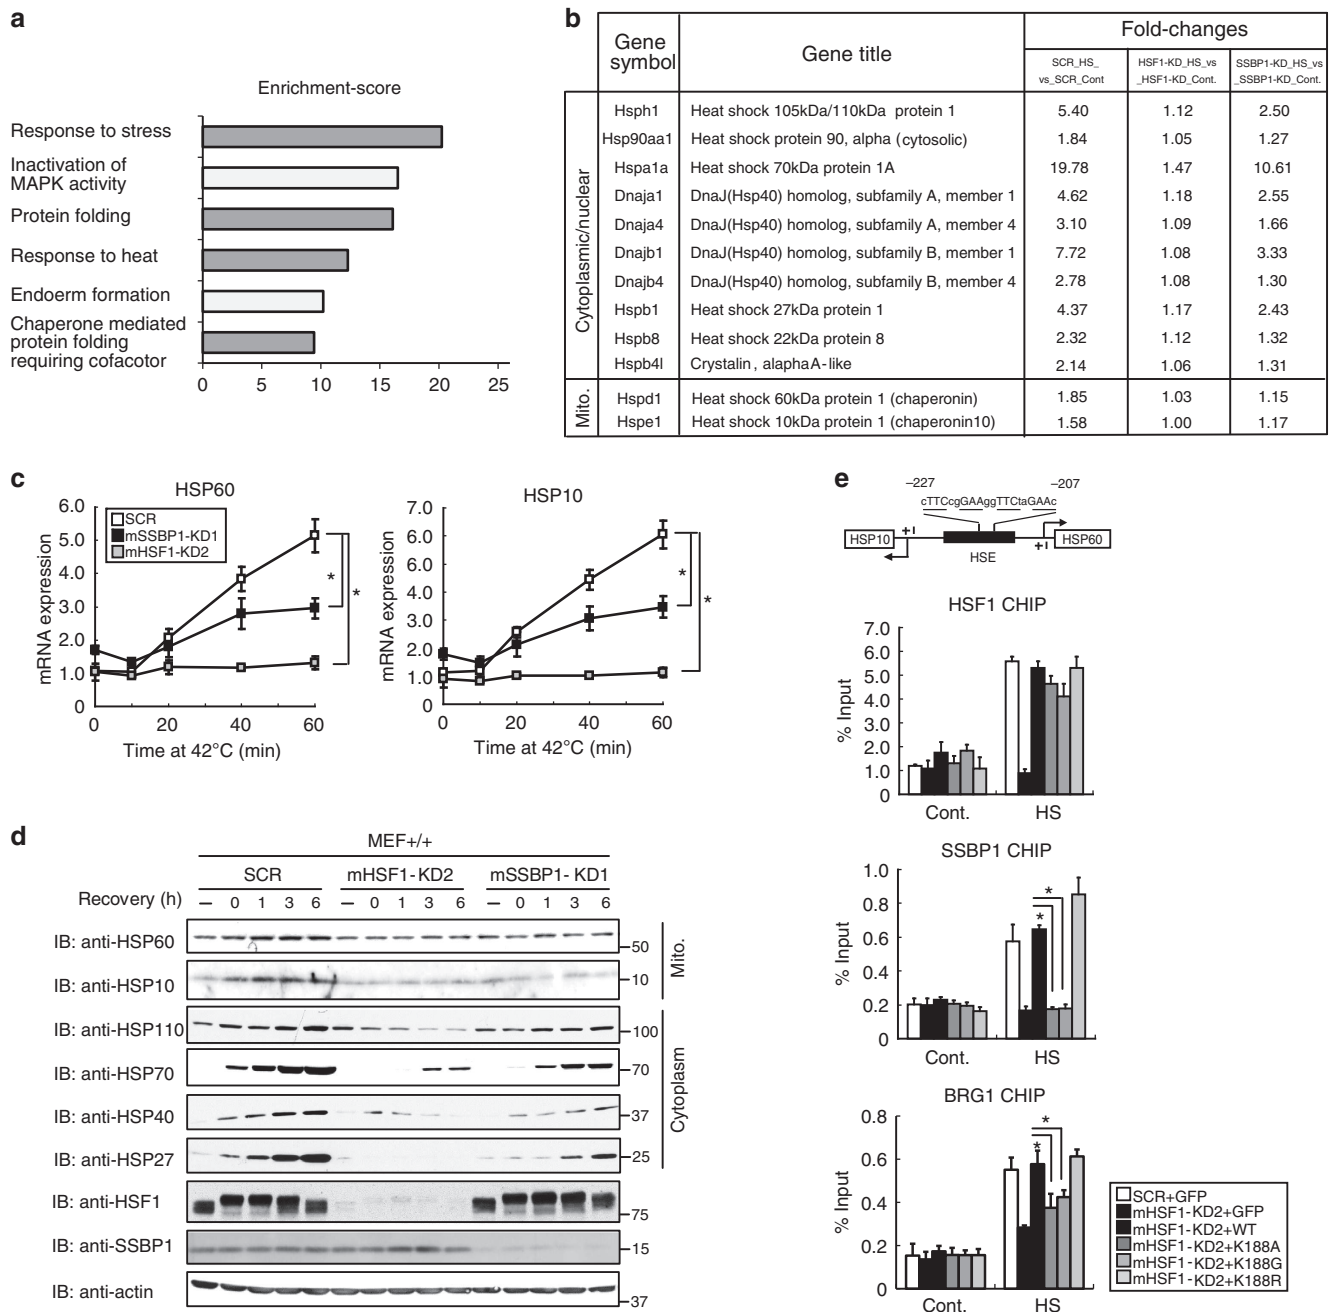 a
Enrichment-score
Response to stress
Inactivation of
MAPK activity
Protein folding
Response to heat
Endoerm formation
Chaperone mediated
protein folding
requiring cofacotor
0 5 10 15 20 25
b
Gene symbol
Gene title
Fold-changes
SCR_HS_ vs_SCR_Cont
HSF1-KD_HS_vs _HSF1-KD_Cont.
SSBP1-KD_HS_vs _SSBP1-KD_Cont.
Cytoplasmic/nuclear
Hsph1 Heat shock 105kDa/110kDa protein 1 5.40 1.12 2.50
Hsp90aa1 Heat shock protein 90, alpha (cytosolic) 1.84 1.05 1.27
Hspa1a Heat shock 70kDa protein 1A 19.78 1.47 10.61
Dnaja1 DnaJ(Hsp40) homolog, subfamily A, member 1 4.62 1.18 2.55
Dnaja4 DnaJ(Hsp40) homolog, subfamily A, member 4 3.10 1.09 1.66
Dnajb1 DnaJ(Hsp40) homolog, subfamily B, member 1 7.72 1.08 3.33
Dnajb4 DnaJ(Hsp40) homolog, subfamily B, member 4 2.78 1.08 1.30
Hspb1 Heat shock 27kDa protein 1 4.37 1.17 2.43
Hspb8 Heat shock 22kDa protein 8 2.32 1.12 1.32
Hspb4l Crystalin, alaphaA-like 2.14 1.06 1.31
Mito.
Hspd1 Heat shock 60kDa protein 1 (chaperonin) 1.85 1.03 1.15
Hspe1 Heat shock 10kDa protein 1 (chaperonin10) 1.58 1.00 1.17
c
HSP60
mRNA expression
6.0
5.0
4.0
3.0
2.0
1.0
0
SCR
mSSBP1-KD1
mHSF1-KD2
*
*
0 20 40 60
Time at 42°C (min)
HSP10
mRNA expression
7.0
6.0
5.0
4.0
3.0
2.0
1.0
0
*
*
0 20 40 60
Time at 42°C (min)
d
MEF+/+
SCR mHSF1-KD2 mSSBP1-KD1
Recovery (h) – 0 1 3 6 – 0 1 3 6 – 0 1 3 6
IB: anti-HSP60 50
IB: anti-HSP10 10
Mito.
IB: anti-HSP110 100
IB: anti-HSP70 70
IB: anti-HSP40 37
IB: anti-HSP27 25
Cytoplasm
IB: anti-HSF1 75
IB: anti-SSBP1 15
IB: anti-actin 37
e
–227 –207
cTTCcgGAAggTTCtaGAAc
HSP10 +1 HSE +1 HSP60
HSF1 CHIP
% Input
7.0
6.0
5.0
4.0
3.0
2.0
1.0
0
Cont. HS
SSBP1 CHIP
% Input
1.0
0.8
0.6
0.4
0.2
0
*
*
Cont. HS
BRG1 CHIP
% Input
0.8
0.6
0.4
0.2
0
*
*
Cont. HS
SCR+GFP
mHSF1-KD2+GFP
mHSF1-KD2+WT
mHSF1-KD2+K188A
mHSF1-KD2+K188G
mHSF1-KD2+K188R